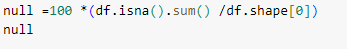 null =100 *(df.isna().sum() /df.shape[0])
null